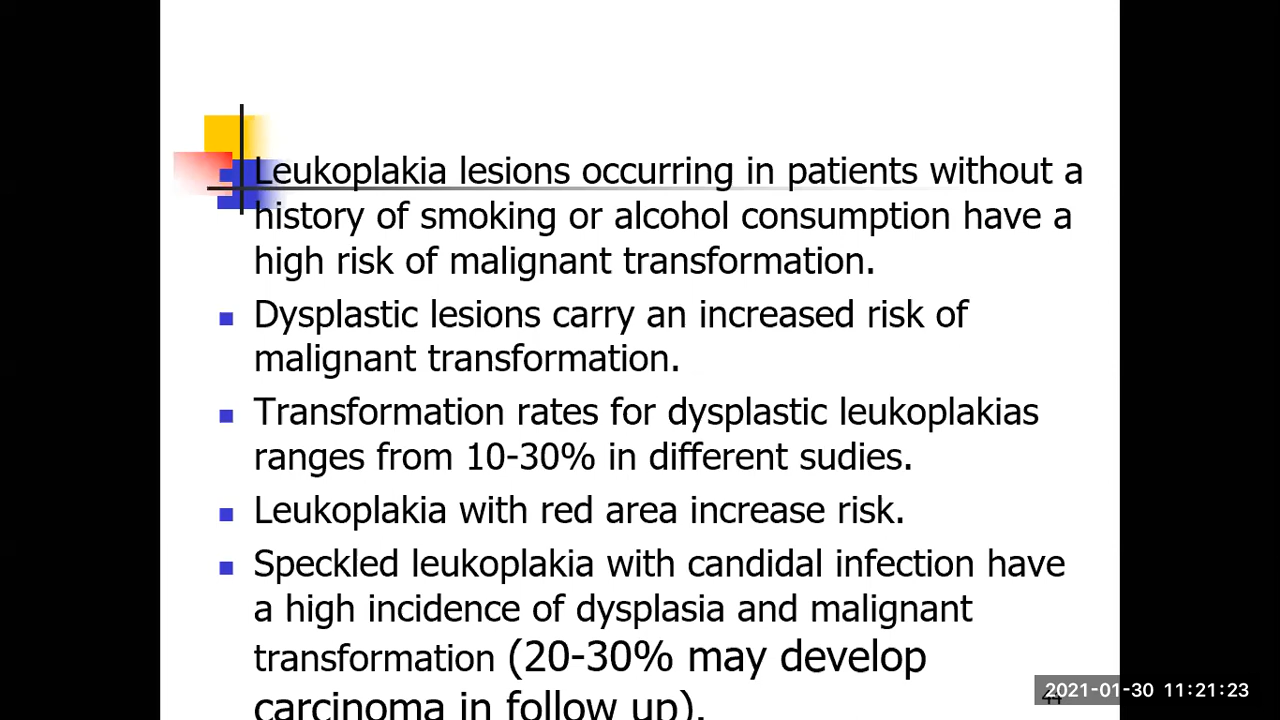 Leukoplakia lesions occurring in patients without a
history of smoking or alcohol consumption have a
high risk of malignant transformation.
Dysplastic lesions carry an increased risk of
malignant transformation.
Transformation rates for dysplastic leukoplakias
ranges from 10-30% in different sudies.
Leukoplakia with red area increase risk.
Speckled leukoplakia with candidal infection have
a high incidence of dysplasia and malignant
transformation (20-30% may develop
carcinoma in follow up).
2021-01-30 11:21:23